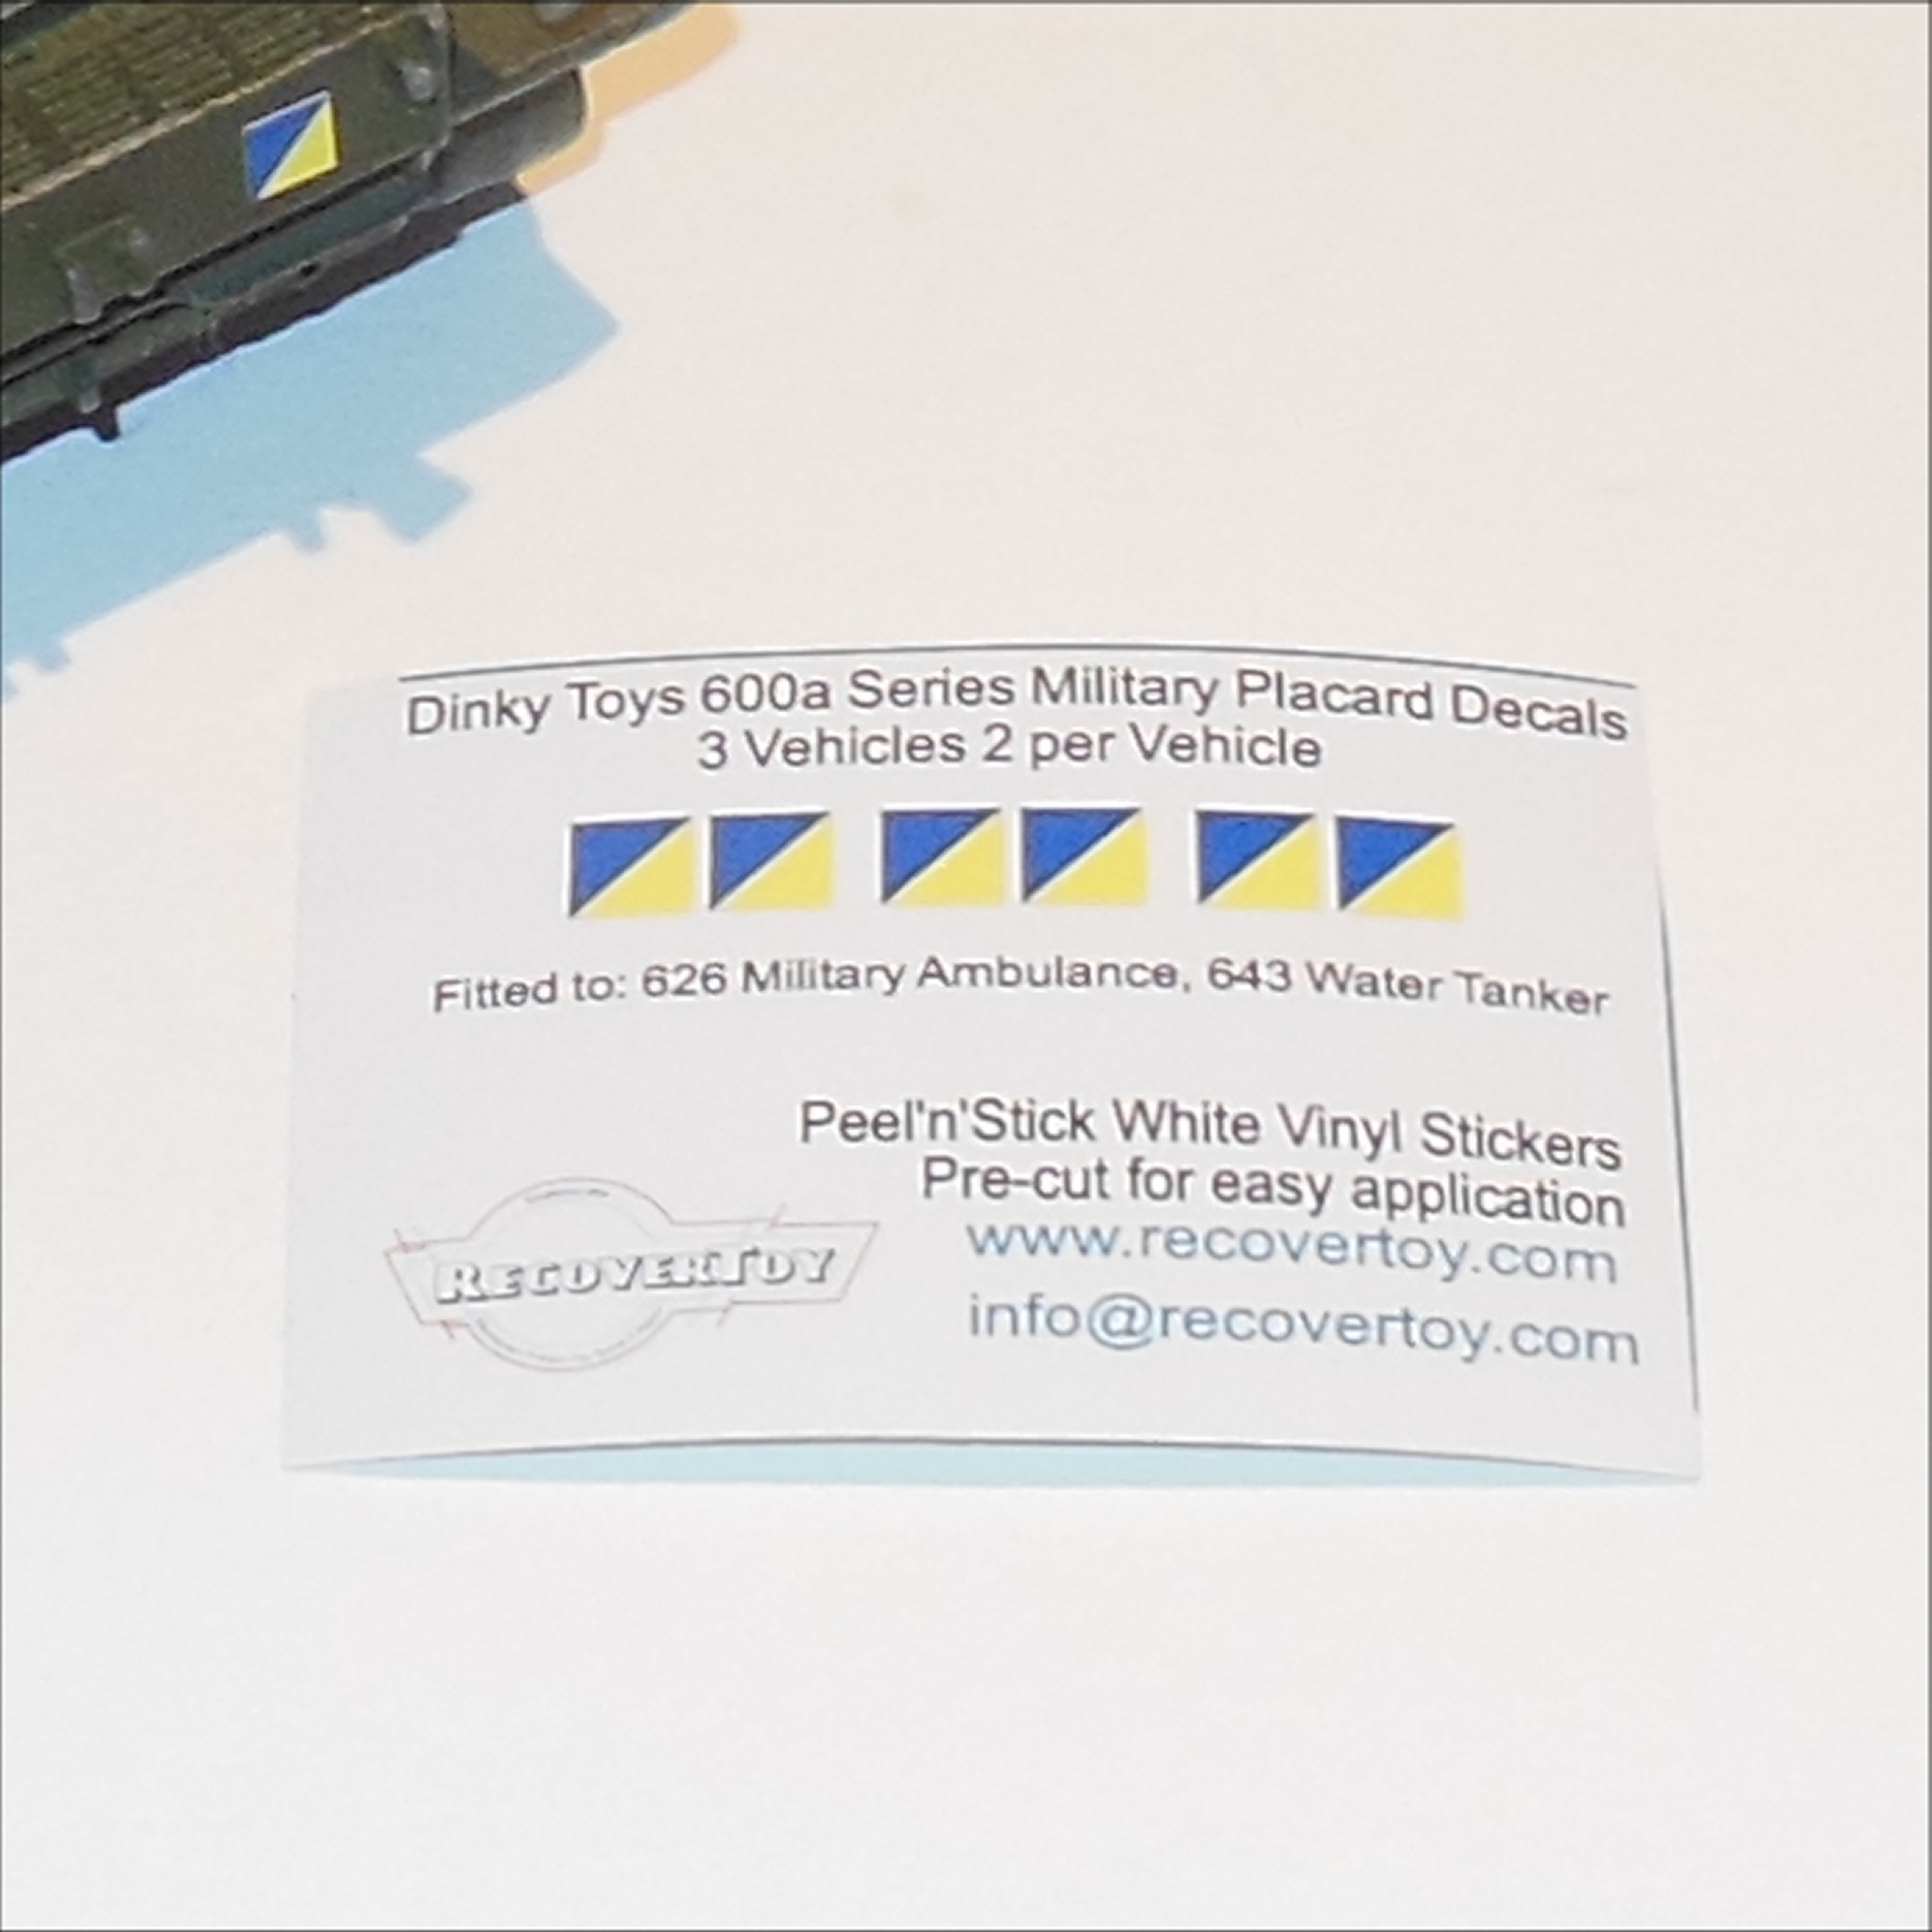 Dinky Toys 600a Series Military Placard Decals
3 Vehicles 2 per Vehicle
Fitted to: 626 Military Ambulance, 643 Water Tanker
Peel'n'Stick White Vinyl Stickers
Pre-cut for easy application
www.recovertoy.com
info@recovertoy.com
RECOVERTOY